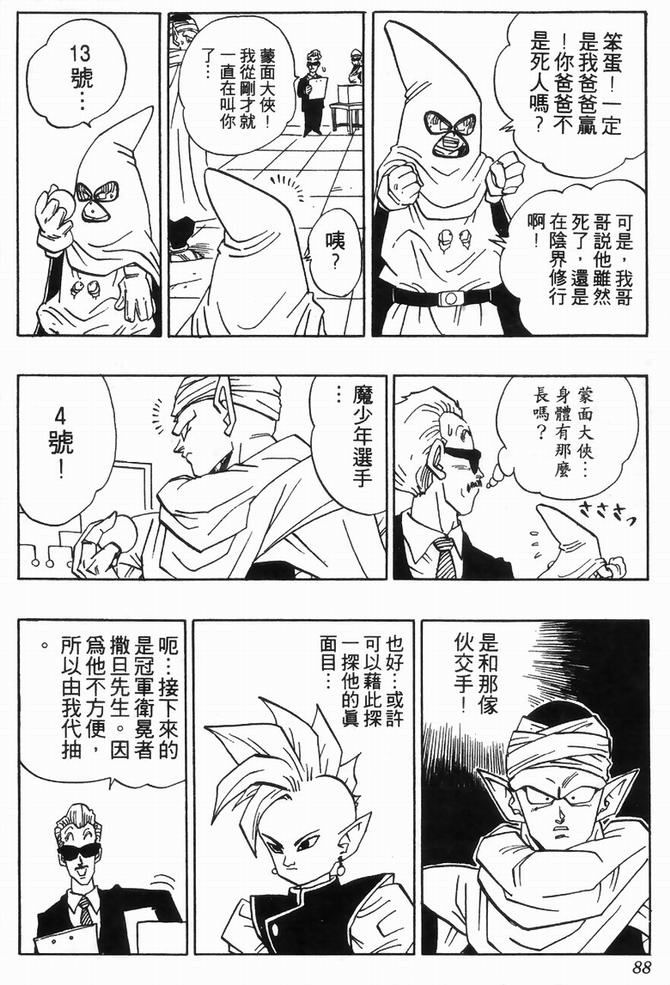 笨蛋！一定
是我爸爸贏
！你爸爸不
是死人嗎？
可是，我哥
哥説他雖然
死了，還是
在陰界修行
啊！
蒙面大俠！
我從剛才就
一直在叫你
了…
咦？
13
號…
蒙面大俠…
身體有那麼
長嗎？
ささささっ
魔少年選手
…
4
號！
是和那傢
伙交手！
也好…或許
可以藉此探
一探他的眞
面目…
呃…接下來的
是冠軍衛冕者
撒旦先生。因
爲他不方便，
所以由我代抽
。
88